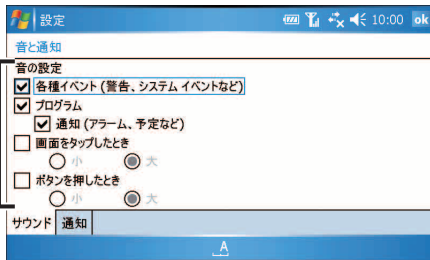 設定 10:00 ok
音と通知
音の設定
各種イベント (警告、システム イベントなど)
プログラム
通知 (アラーム、予定など)
画面をタップしたとき
小 大
ボタンを押したとき
小 大
サウンド 通知
A